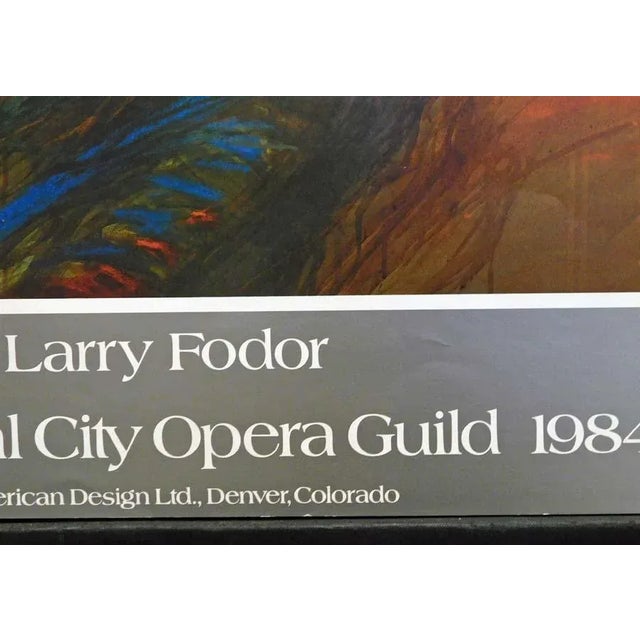 Larry Fodor
al City Opera Guild 1984
erican Design Ltd., Denver, Colorado